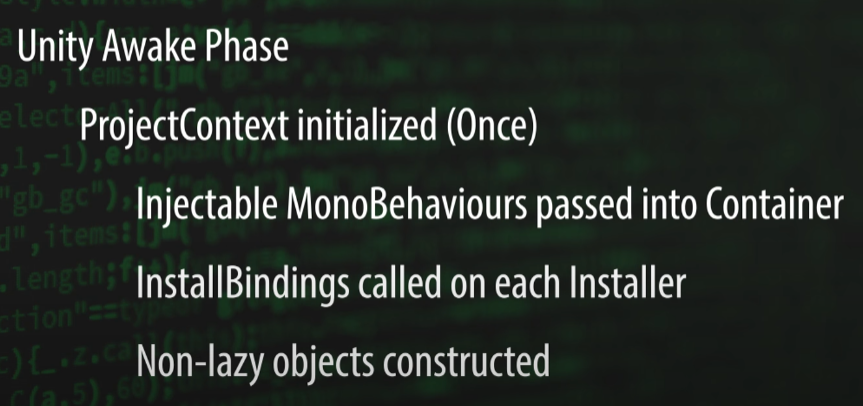 Unity Awake Phase
ProjectContext initialized (Once)
Injectable MonoBehaviours passed into Container
InstallBindings called on each Installer
Non-lazy objects constructed